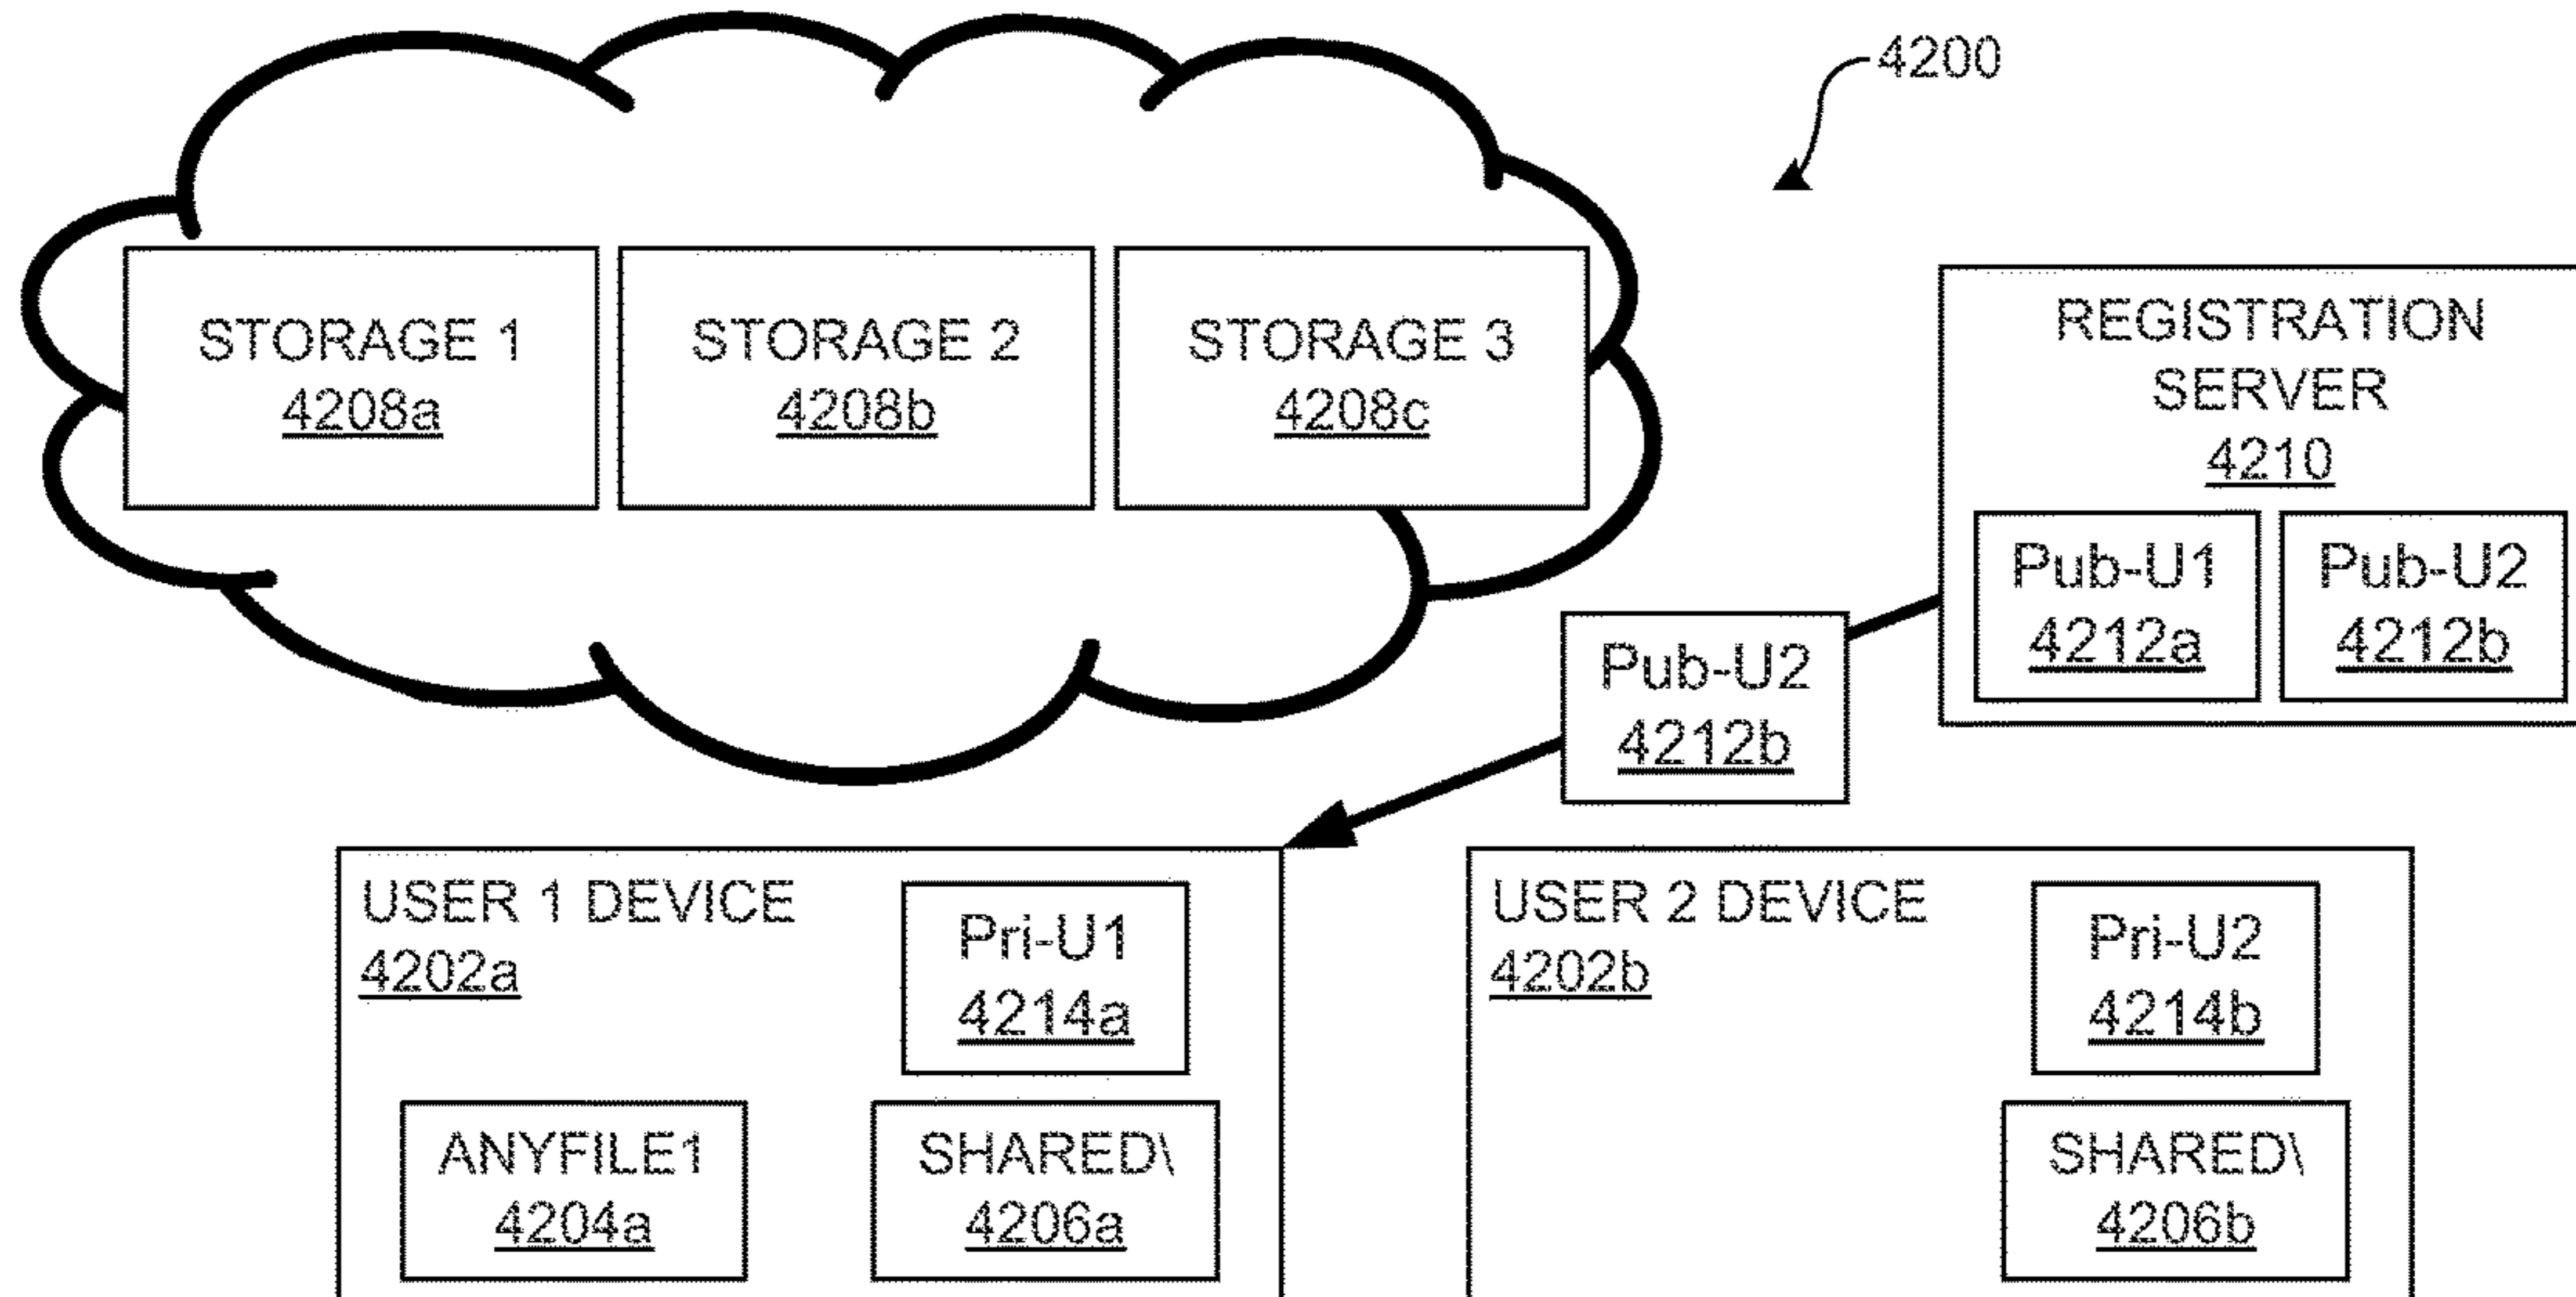 4200
STORAGE 1
4208a
STORAGE 2
4208b
STORAGE 3
4208c
REGISTRATION
SERVER
4210
Pub-U1
4212a
Pub-U2
4212b
Pub-U2
4212b
USER 1 DEVICE
4202a
Pri-U1
4214a
ANYFILE1
4204a
SHARED\
4206a
USER 2 DEVICE
4202b
Pri-U2
4214b
SHARED\
4206b